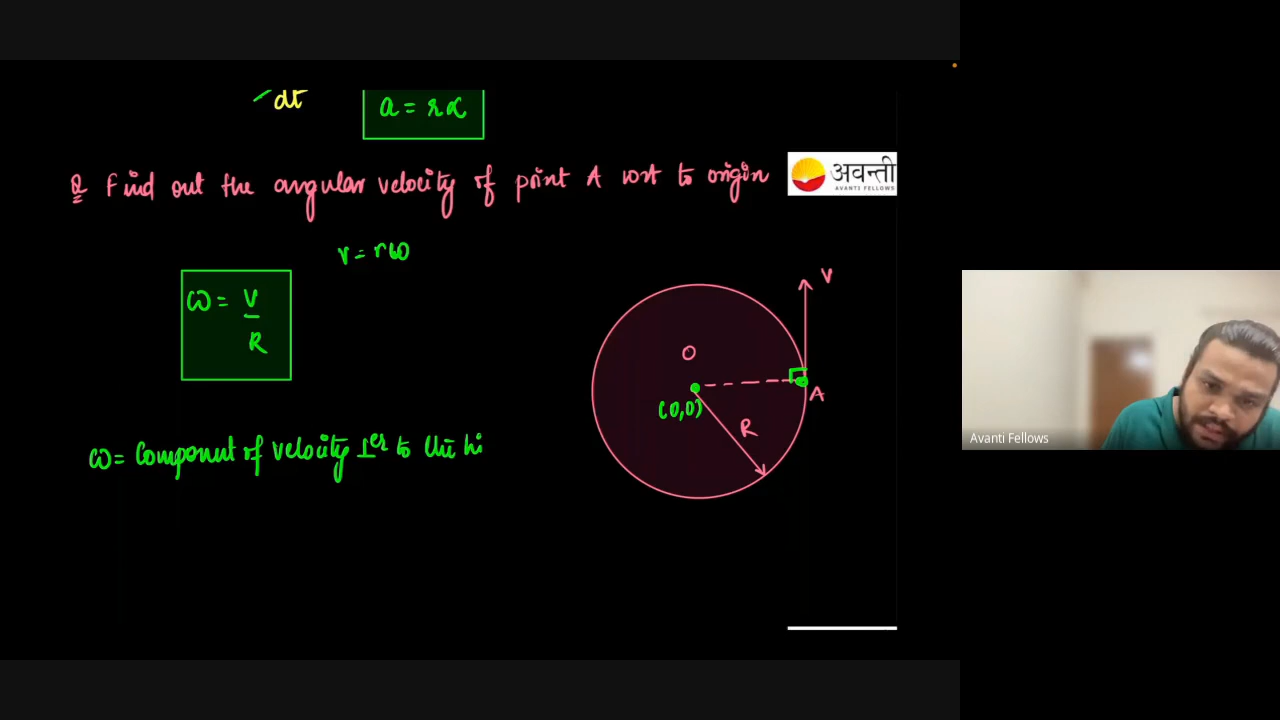 dt
a = rα
Q Find out the angular velocity of point A wrt to origin
अवन्ती
AVANTI FELLOWS
v = rω
ω = V
R
V
O
A
(0,0)
R
ω = Component of velocity ⊥er to the
Avanti Fellows